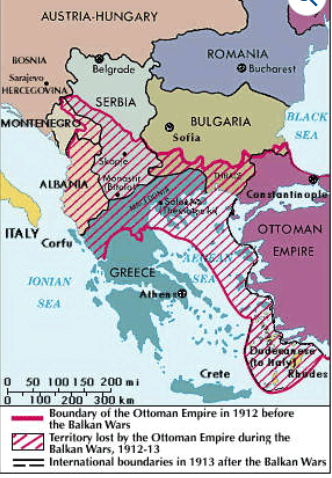 AUSTRIA-HUNGARY
BOSNIA
Sarajevo
HERCEGOVINA
Belgrade
ROMANIA
Bucharest
SERBIA
MONTENEGRO
BULGARIA
Sofia
BLACK
SEA
Skopje
THRACE
ALBANIA
Monastir
(Bitola)
MACEDONIA
Constantinople
ITALY
Corfu
OTTOMAN
EMPIRE
IONIAN
SEA
GREECE
AEGEAN
SEA
Athens
Dodecanese
(to Italy)
Rhodes
Crete
0 50 100 150 200 mi
0 100 200 300 km
Boundary of the Ottoman Empire in 1912 before
the Balkan Wars
Territory lost by the Ottoman Empire during the
Balkan Wars, 1912-13
International boundaries in 1913 after the Balkan Wars